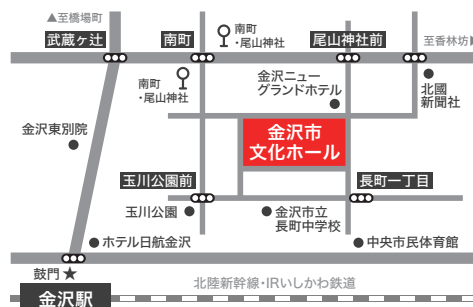 ▲至橋場町
武蔵ヶ辻
南町
南町
・尾山神社
尾山神社前
至香林坊▶
南町
・尾山神社
金沢ニュー
グランドホテル
北國
新聞社
金沢東別院
金沢市
文化ホール
玉川公園前
長町一丁目
玉川公園
金沢市立
長町中学校
ホテル日航金沢
中央市民体育館
鼓門★
金沢駅
北陸新幹線・IRいしかわ鉄道